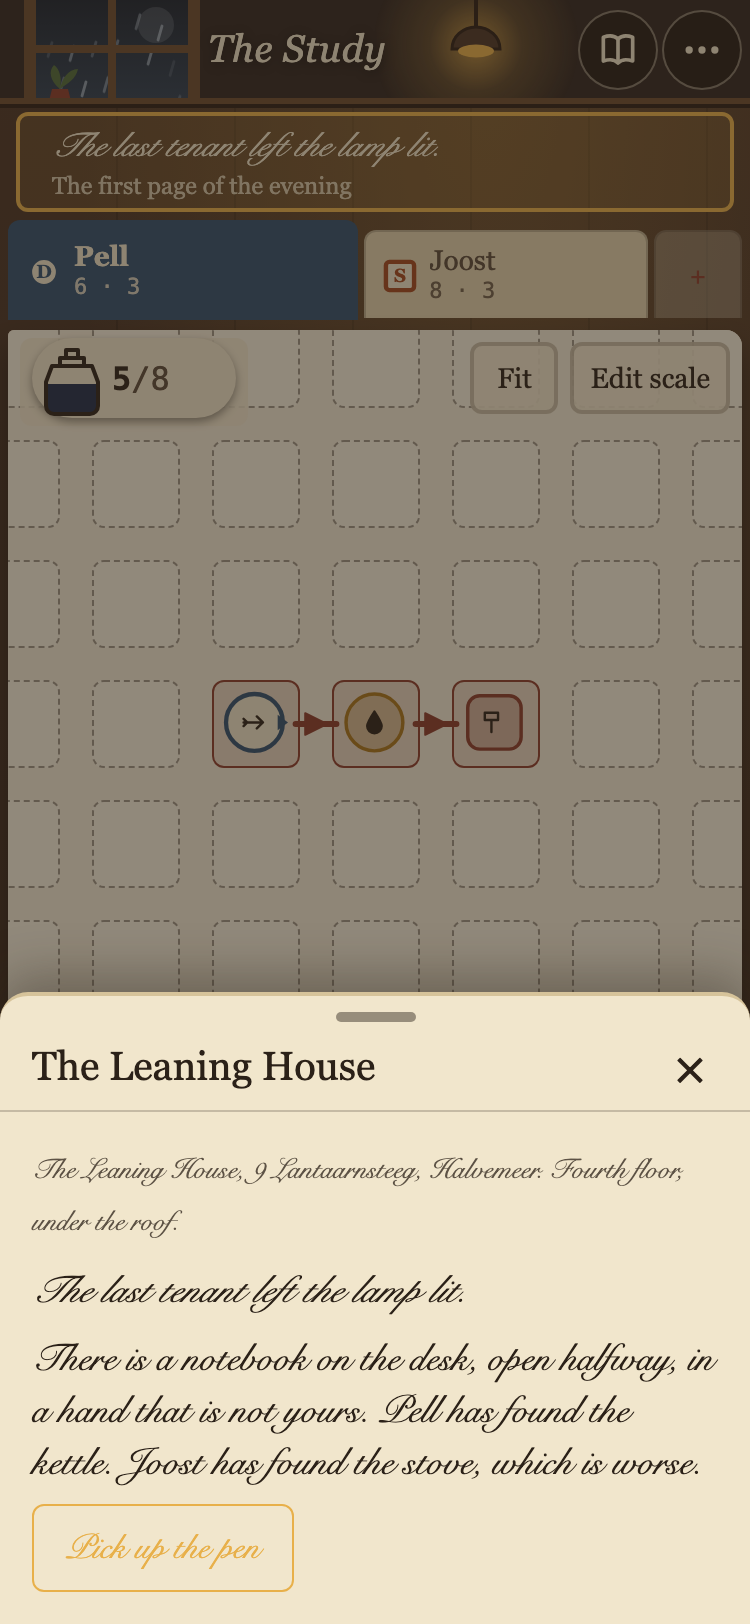 The Study
The last tenant left the lamp lit.
The first page of the evening
D Pell
6 · 3
S Joost
8 · 3
+
5/8
Fit
Edit scale
The Leaning House
The Leaning House, 9 Lantaarnsteeg, Halvemeer. Fourth floor,
under the roof.
The last tenant left the lamp lit.
There is a notebook on the desk, open halfway, in
a hand that is not yours. Pell has found the
kettle. Joost has found the stove, which is worse.
Pick up the pen